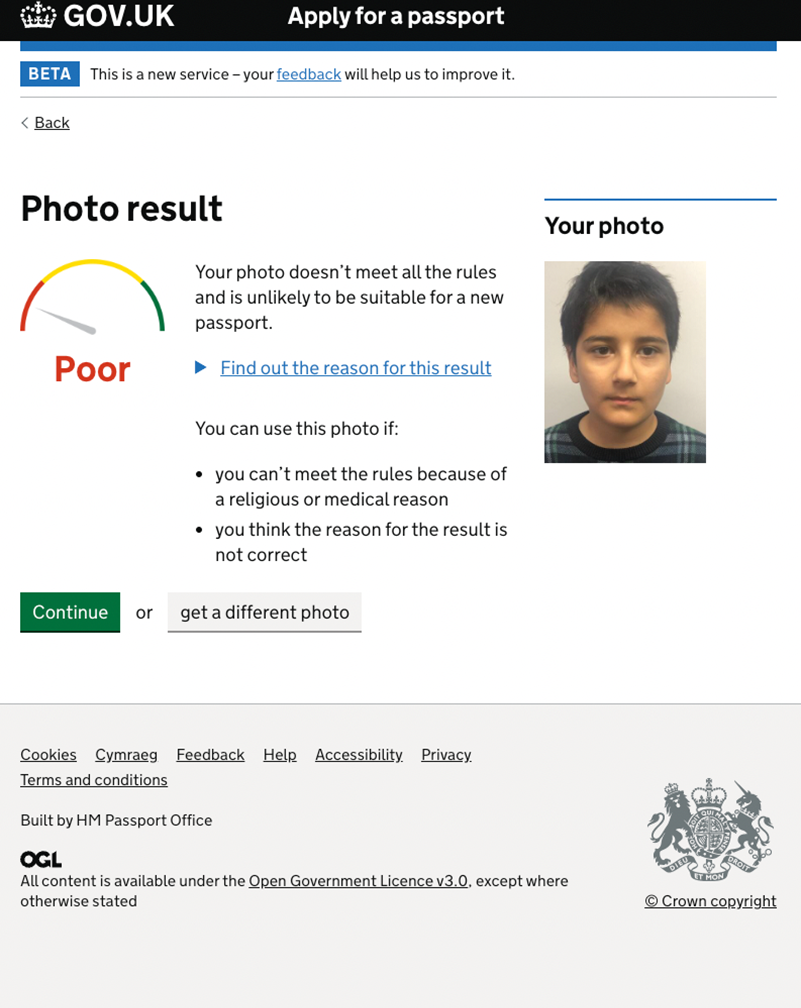 GOV.UK
Apply for a passport
BETA
This is a new service – your feedback will help us to improve it.
Back
Photo result
Poor
Your photo doesn’t meet all the rules
and is unlikely to be suitable for a new
passport.
Find out the reason for this result
You can use this photo if:
you can’t meet the rules because of
a religious or medical reason
you think the reason for the result is
not correct
Your photo
Continue
or
get a different photo
Cookies
Cymraeg
Feedback
Help
Accessibility
Privacy
Terms and conditions
Built by HM Passport Office
OGL
All content is available under the Open Government Licence v3.0, except where
otherwise stated
DIEU
ET MON
DROIT
© Crown copyright